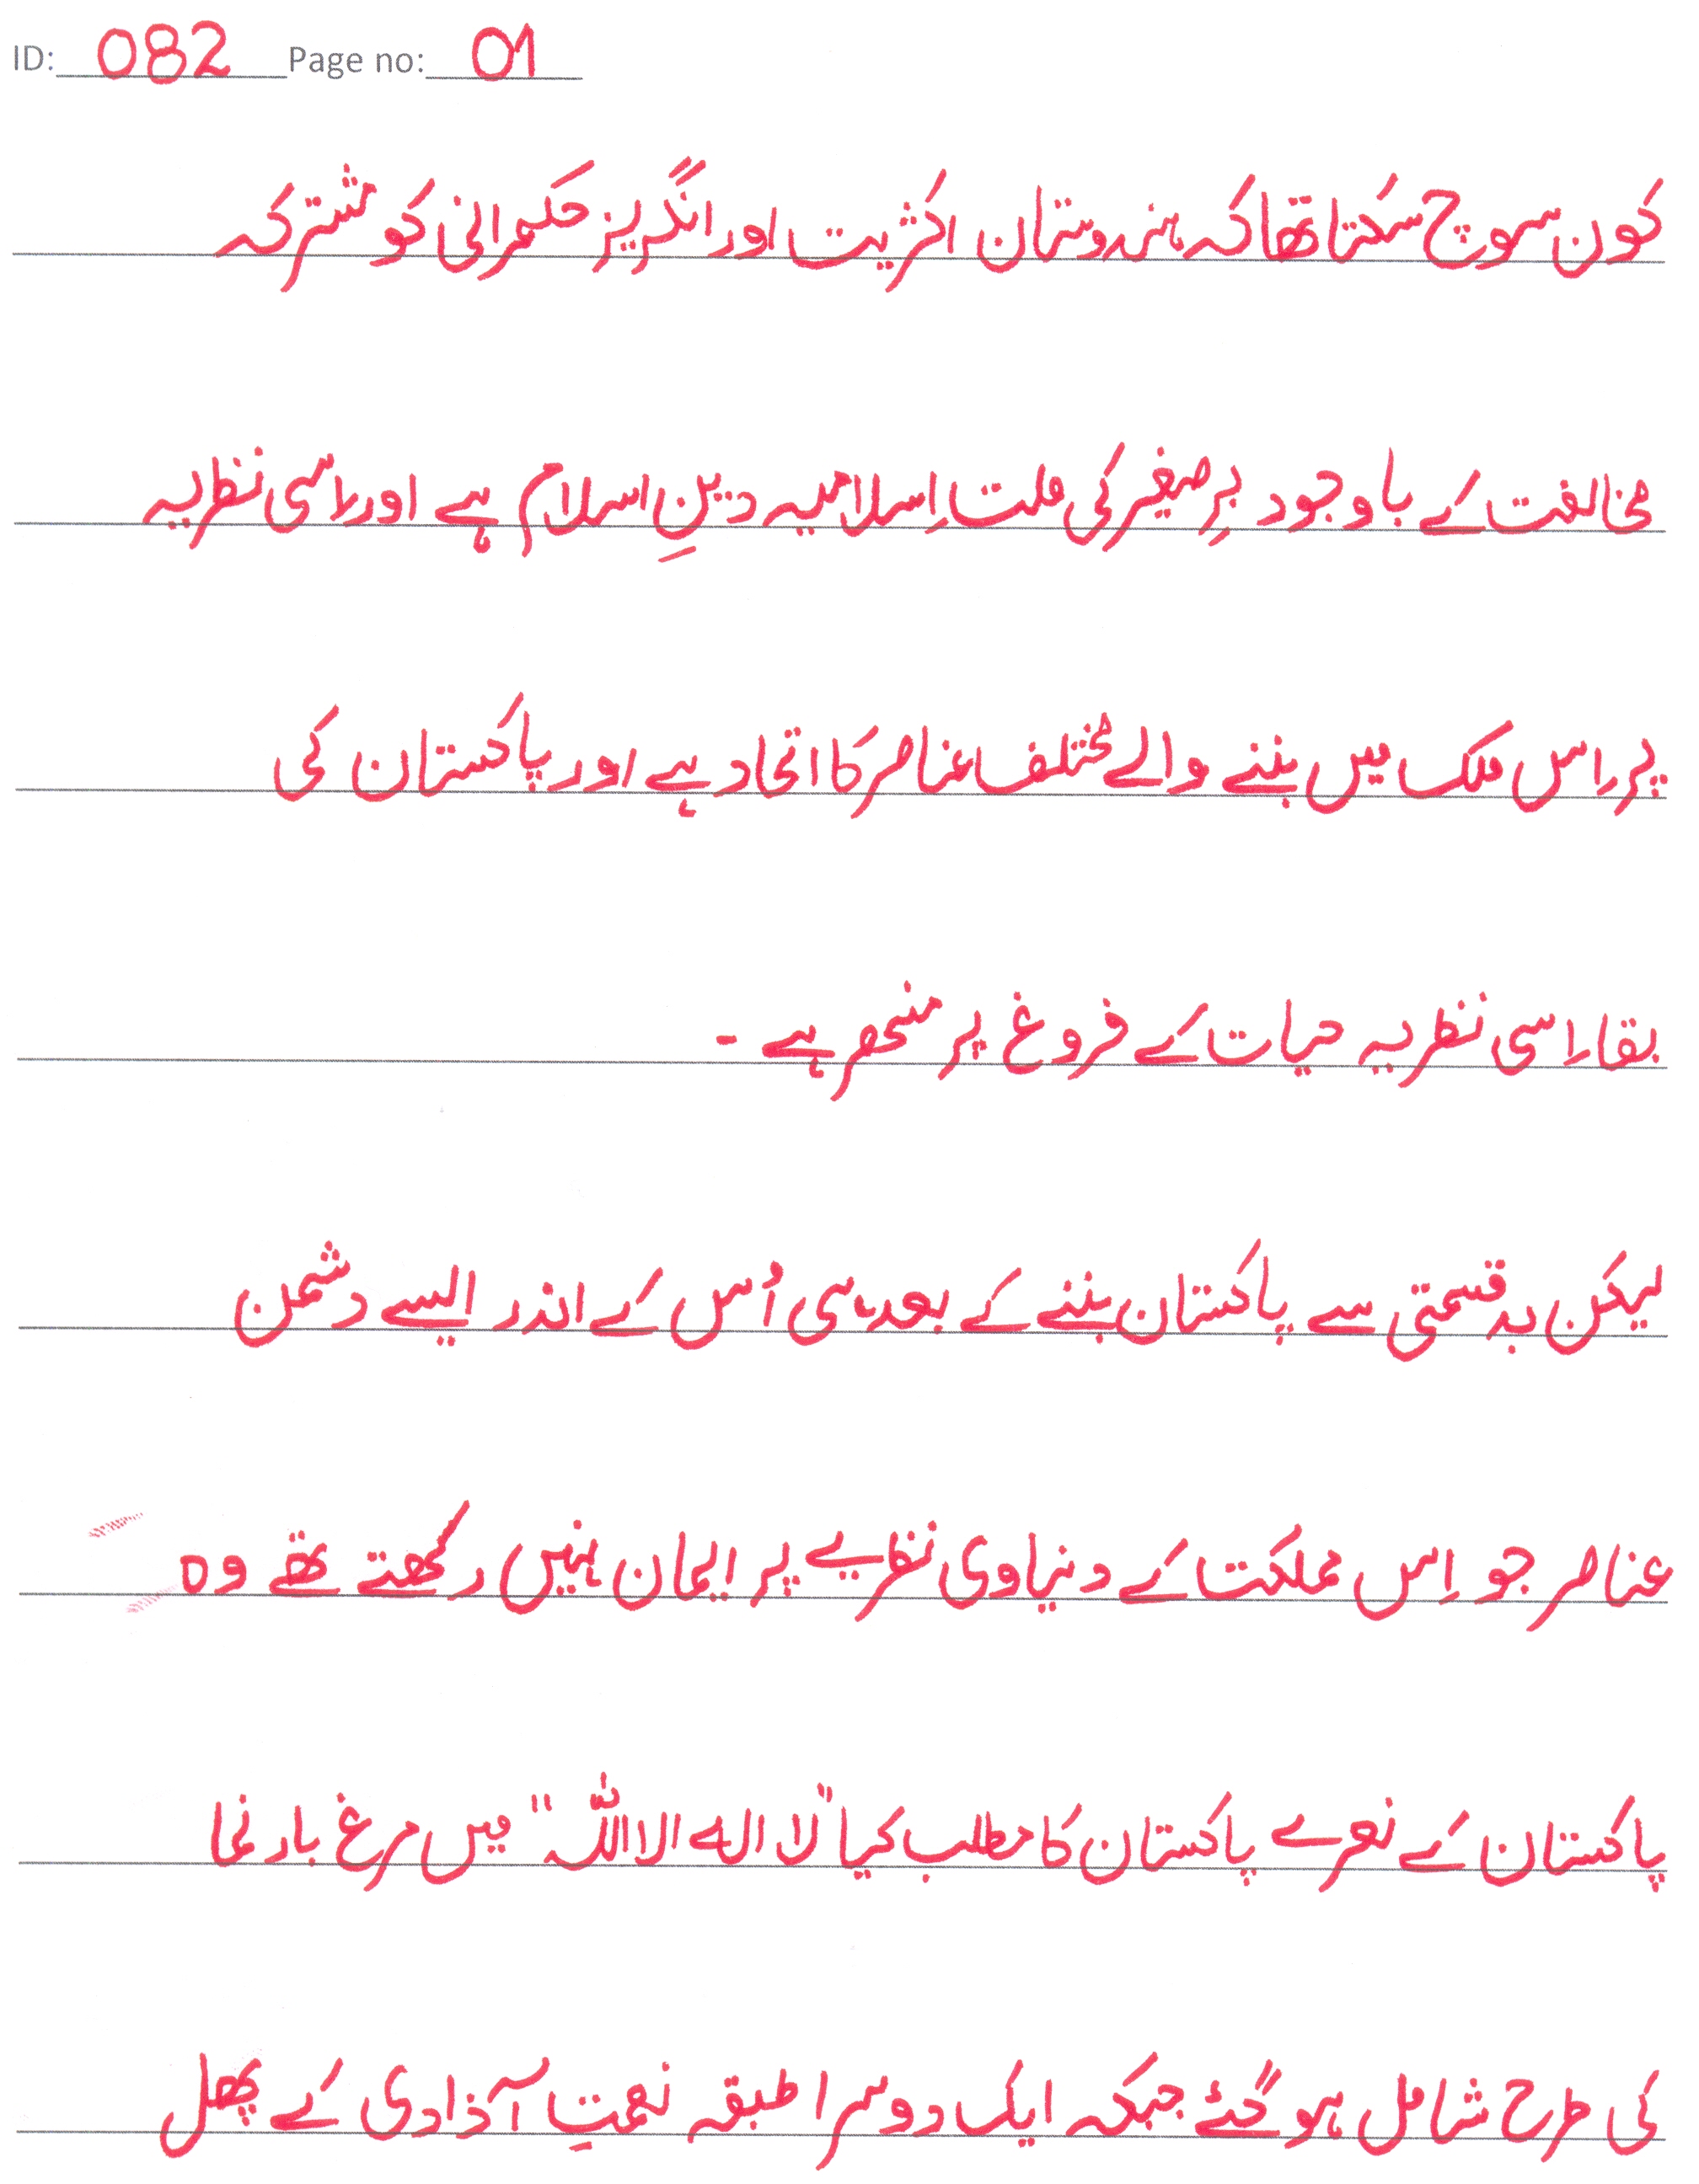 ID: 082 Page no: 01
کون سوچ سکتا تھا کہ ہندوستان اکثریت اور انگریز حکمرانی کو مشترکہ
مخالفت کے باوجود برِصغیر کی ملت اِسلامیہ دینِ اسلام ہے اور اسی نظریہ
پر اِس ملک میں بننے والے مختلف عناصر کا اتحاد ہے اور پاکستان کی
بقا اِسی نظریہ حیات کے فروغ پر منحصر ہے ۔
لیکن بدقسمتی سے پاکستان بننے کے بعد اسی اُس کے اندر ایسے دشمن
عناصر جو اِس مملکت کے دنیاوی نظریے پر ایمان نہیں رکھتے تھے وہ
پاکستان کے نعرے پاکستان کا مطلب کیا "لا الہ الا اللّٰہ" میں مرغ بادنما
کی طرح شامل ہو گئے جبکہ ایک دوسرا طبقہ نعمتِ آذادی کے پھل